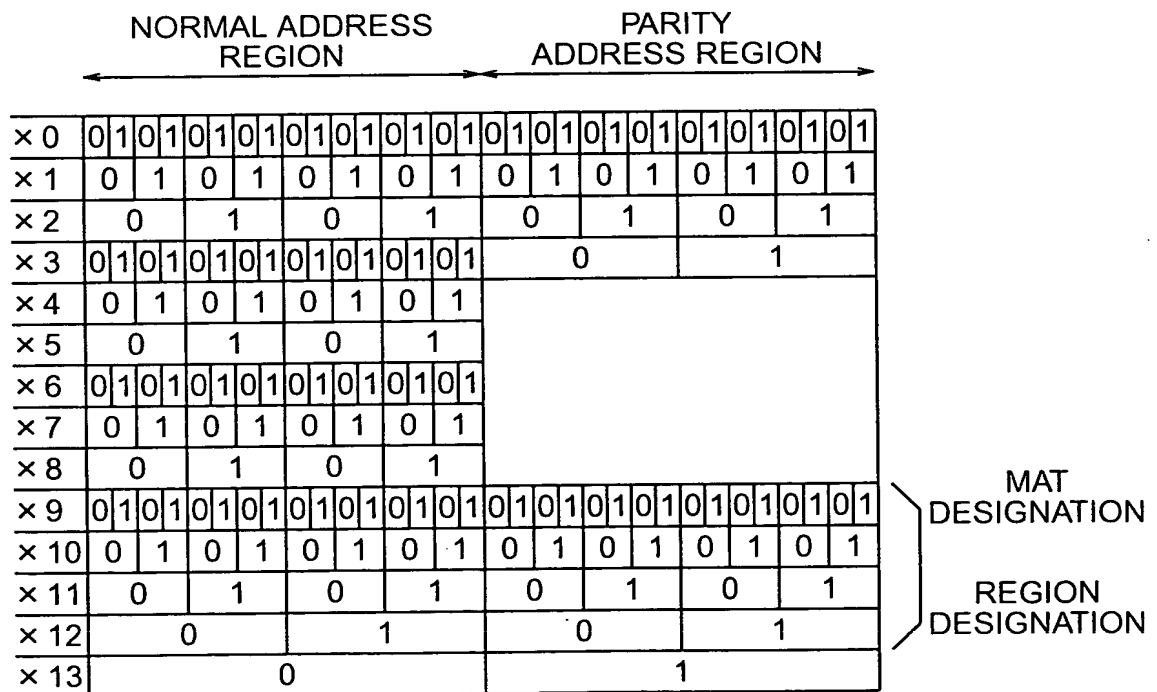 NORMAL ADDRESS
REGION
PARITY
ADDRESS REGION
×0 0 1 0 1 0 1 0 1 0 1 0 1 0 1 0 1 0 1 0 1 0 1 0 1 0 1 0 1 0 1 0 1
×1 0 1 0 1 0 1 0 1 0 1 0 1 0 1 0 1
×2 0 1 0 1 0 1 0 1
×3 0 1 0 1 0 1 0 1 0 1 0 1 0 1 0 1 0 1
×4 0 1 0 1 0 1 0 1
×5 0 1 0 1
×6 0 1 0 1 0 1 0 1 0 1 0 1 0 1 0 1
×7 0 1 0 1 0 1 0 1
×8 0 1 0 1
×9 0 1 0 1 0 1 0 1 0 1 0 1 0 1 0 1 0 1 0 1 0 1 0 1 0 1 0 1 0 1 0 1
×10 0 1 0 1 0 1 0 1 0 1 0 1 0 1 0 1
×11 0 1 0 1 0 1 0 1
×12 0 1 0 1
×13 0 1
MAT
DESIGNATION
REGION
DESIGNATION